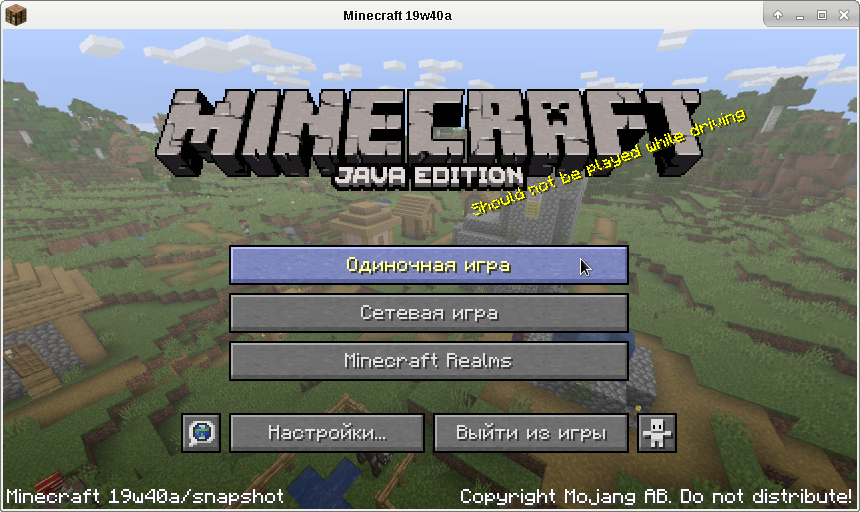 Minecraft 19w40a
MINECRAFT
JAVA EDITION
Should not be played while driving
Одиночная игра
Сетевая игра
Minecraft Realms
Настройки...
Выйти из игры
Minecraft 19w40a/snapshot
Copyright Mojang AB. Do not distribute!